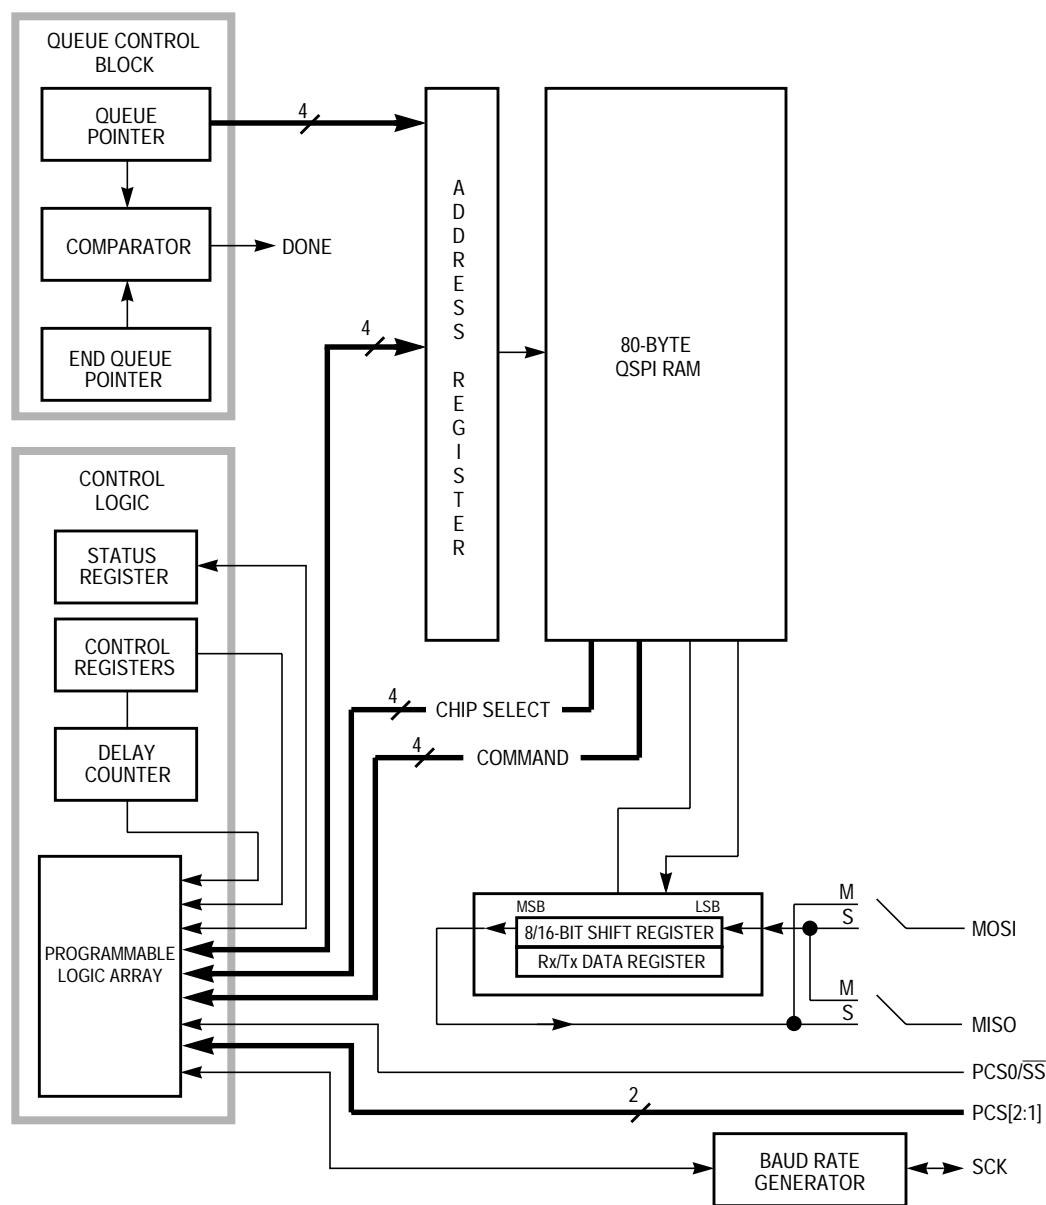 QUEUE CONTROL
BLOCK
QUEUE
POINTER
4
COMPARATOR
DONE
END QUEUE
POINTER
4
ADDRESS REGISTER
80-BYTE
QSPI RAM
CONTROL
LOGIC
STATUS
REGISTER
CONTROL
REGISTERS
DELAY
COUNTER
PROGRAMMABLE
LOGIC ARRAY
4
CHIP SELECT
4
COMMAND
MSB
LSB
8/16-BIT SHIFT REGISTER
Rx/Tx DATA REGISTER
M
S
MOSI
M
S
MISO
PCS0/S̅S̅
2
PCS[2:1]
BAUD RATE
GENERATOR
SCK